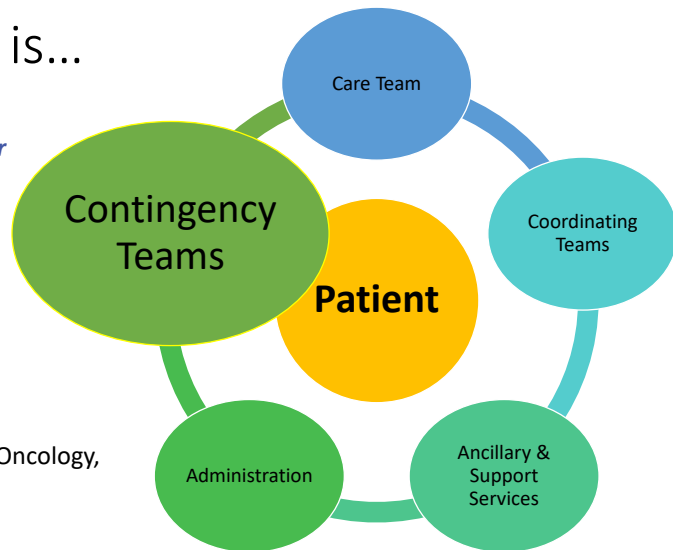 is...
Care Team
r
Contingency
Teams
Coordinating
Teams
Patient
Oncology,
Administration
Ancillary &
Support
Services